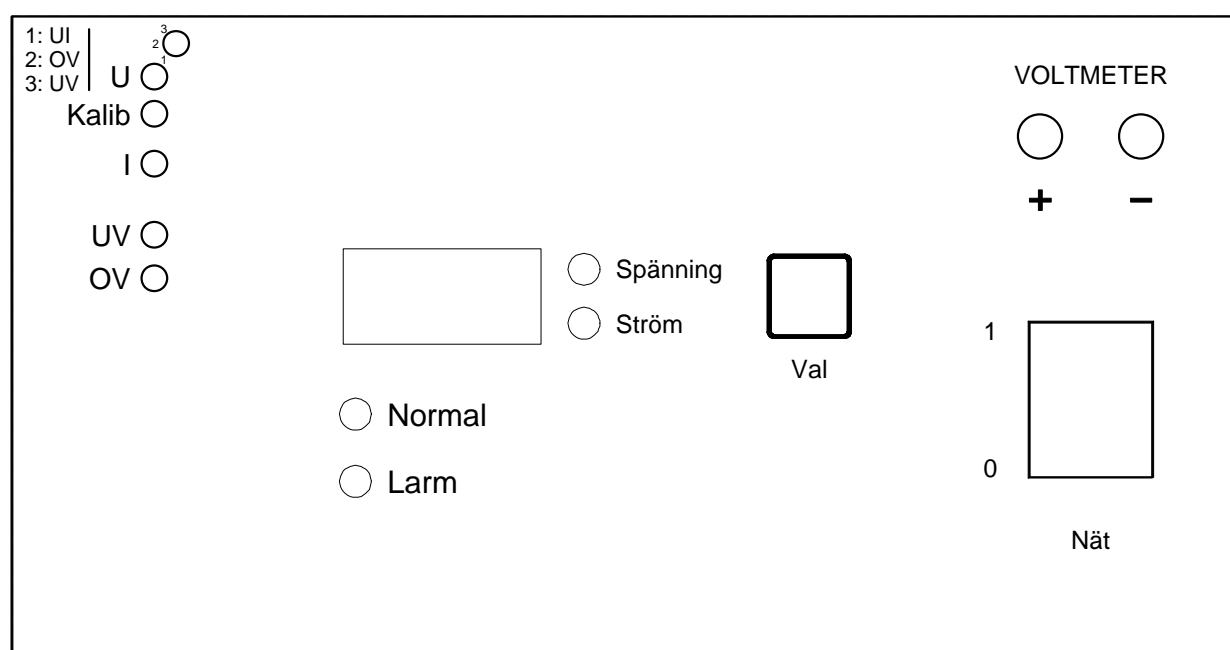 1: UI
2: OV
3: UV
3
2
1
U
Kalib
I
UV
OV
VOLTMETER
+ −
Spänning
Ström
Val
1
0
Nät
Normal
Larm